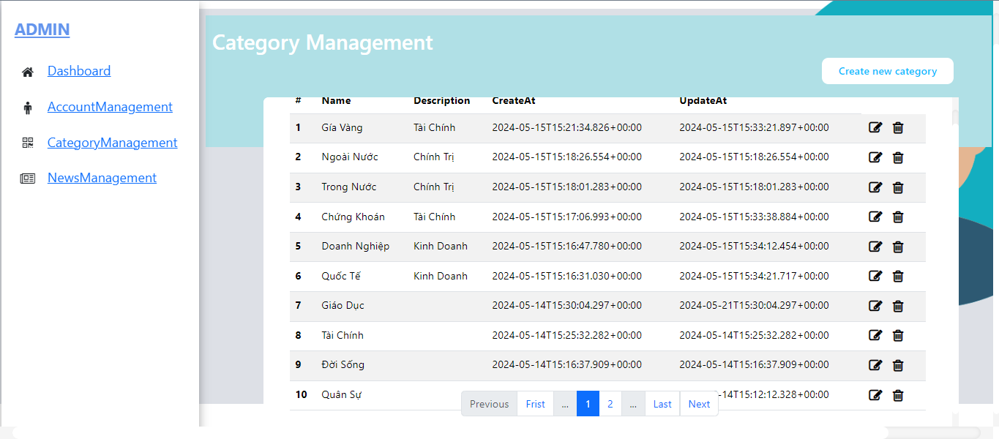 ADMIN
Dashboard
AccountManagement
CategoryManagement
NewsManagement
Category Management
Create new category
# Name Description CreateAt UpdateAt
1 Gía Vàng Tài Chính 2024-05-15T15:21:34.826+00:00 2024-05-15T15:33:21.897+00:00
2 Ngoài Nước Chính Trị 2024-05-15T15:18:26.554+00:00 2024-05-15T15:18:26.554+00:00
3 Trong Nước Chính Trị 2024-05-15T15:18:01.283+00:00 2024-05-15T15:18:01.283+00:00
4 Chứng Khoán Tài Chính 2024-05-15T15:17:06.993+00:00 2024-05-15T15:33:38.884+00:00
5 Doanh Nghiệp Kinh Doanh 2024-05-15T15:16:47.780+00:00 2024-05-15T15:34:12.454+00:00
6 Quốc Tế Kinh Doanh 2024-05-15T15:16:31.030+00:00 2024-05-15T15:34:21.717+00:00
7 Giáo Dục 2024-05-14T15:30:04.297+00:00 2024-05-21T15:30:04.297+00:00
8 Tài Chính 2024-05-14T15:25:32.282+00:00 2024-05-14T15:25:32.282+00:00
9 Đời Sống 2024-05-14T15:16:37.909+00:00 2024-05-14T15:16:37.909+00:00
10 Quân Sự -14T15:12:12.328+00:00
Previous Frist ... 1 2 ... Last Next